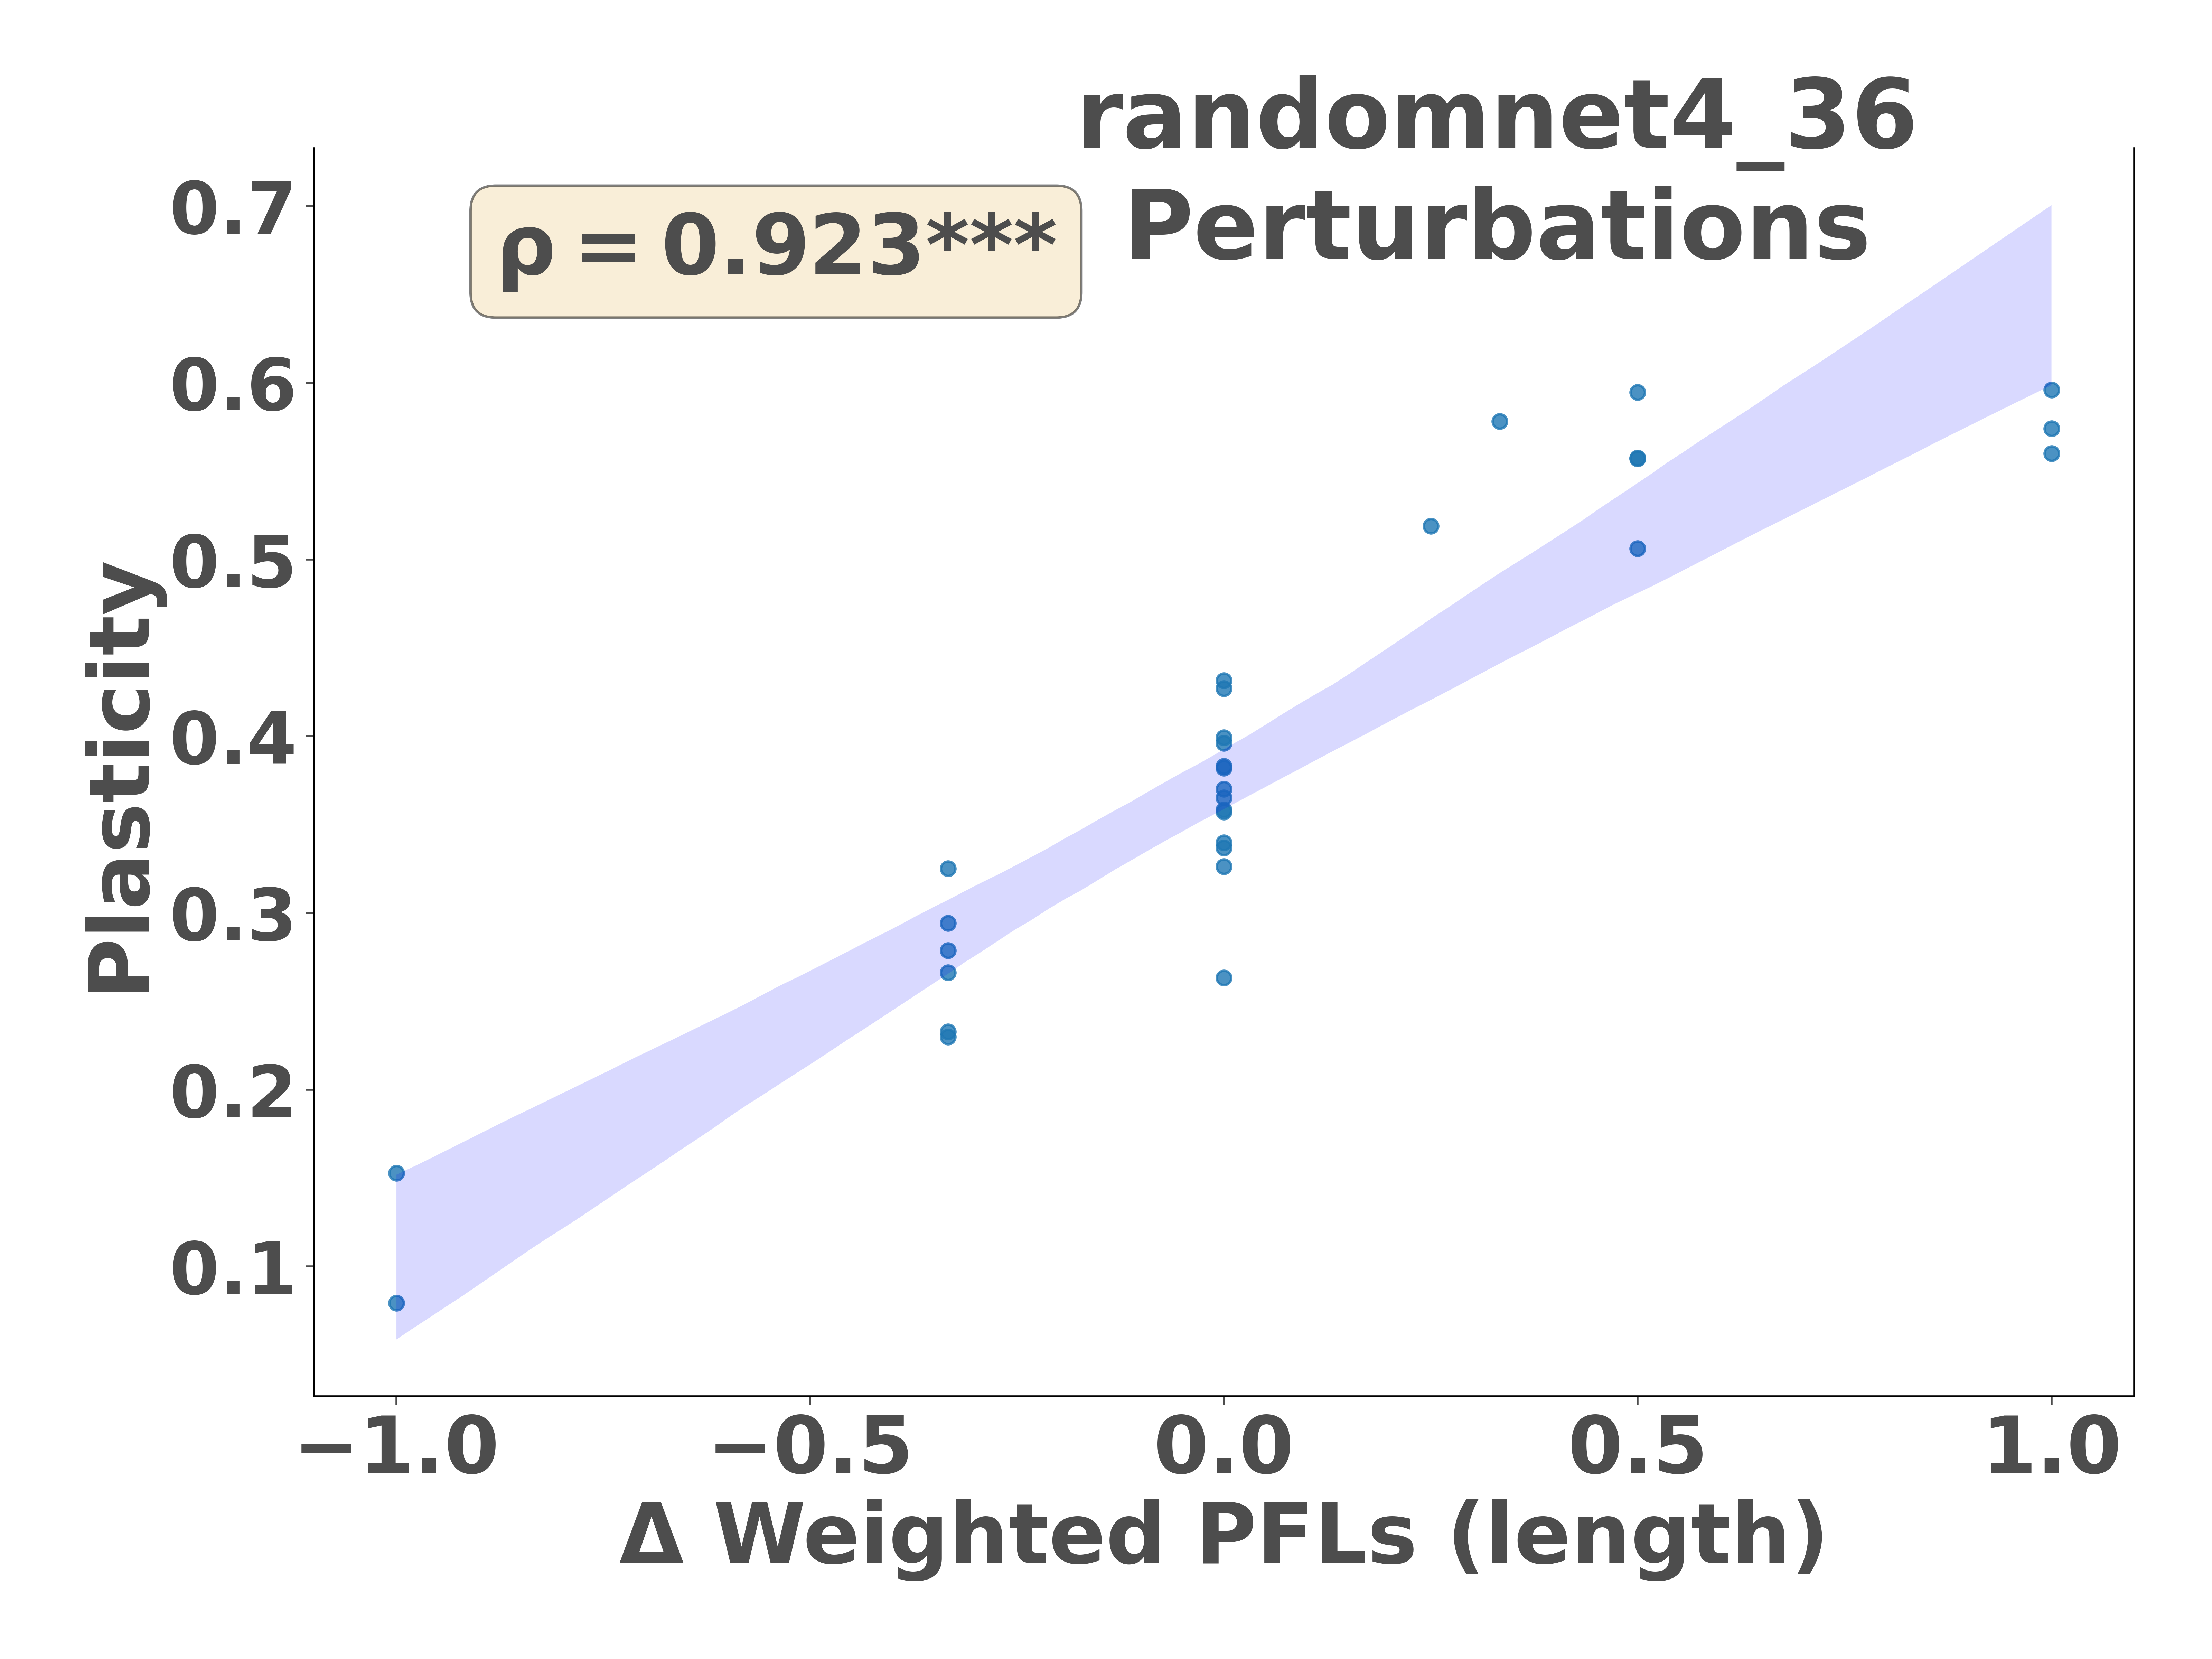 randomnet4_36
Perturbations
ρ = 0.923***
Plasticity
0.7
0.6
0.5
0.4
0.3
0.2
0.1
−1.0
−0.5
0.0
0.5
1.0
Δ Weighted PFLs (length)